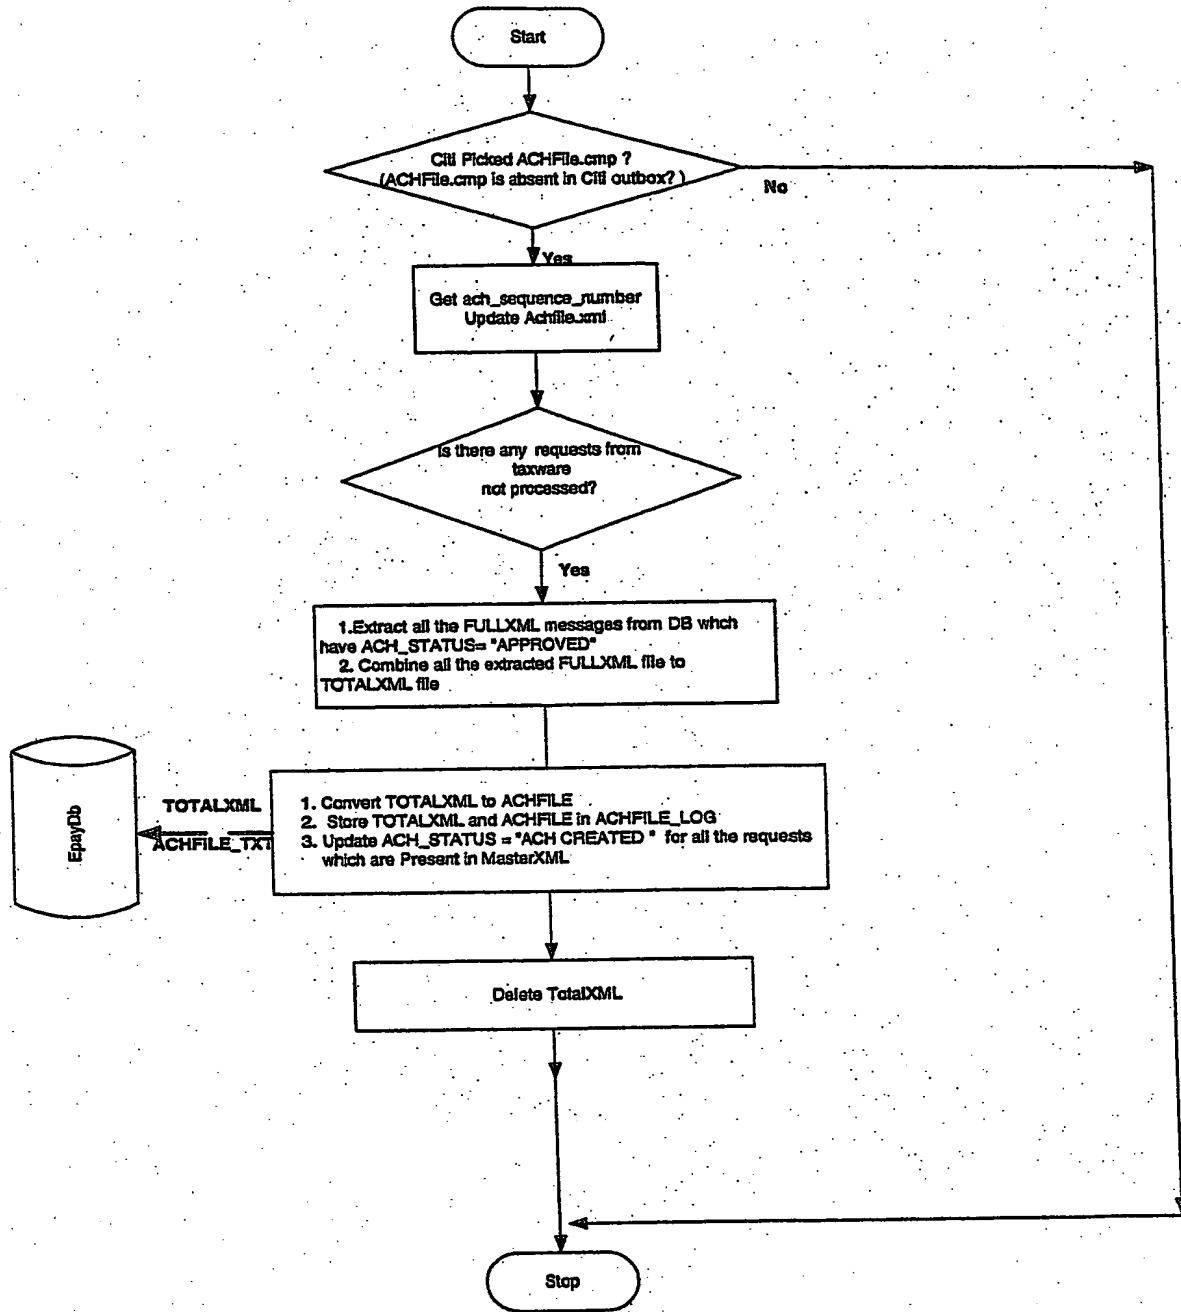 Start
Citi Picked ACHFile.cmp ?
(ACHFile.cmp is absent in Citi outbox? )
No
Yes
Get ach_sequence_number
Update Achfile.xml
Is there any requests from
taxware
not processed?
Yes
1.Extract all the FULLXML messages from DB whch
have ACH_STATUS= "APPROVED"
2. Combine all the extracted FULLXML file to
TOTALXML file
EpayDb
TOTALXML
ACHFILE_TXT
1. Convert TOTALXML to ACHFILE
2. Store TOTALXML and ACHFILE in ACHFILE_LOG
3. Update ACH_STATUS = "ACH CREATED " for all the requests
which are Present in MasterXML
Delete TotalXML
Stop